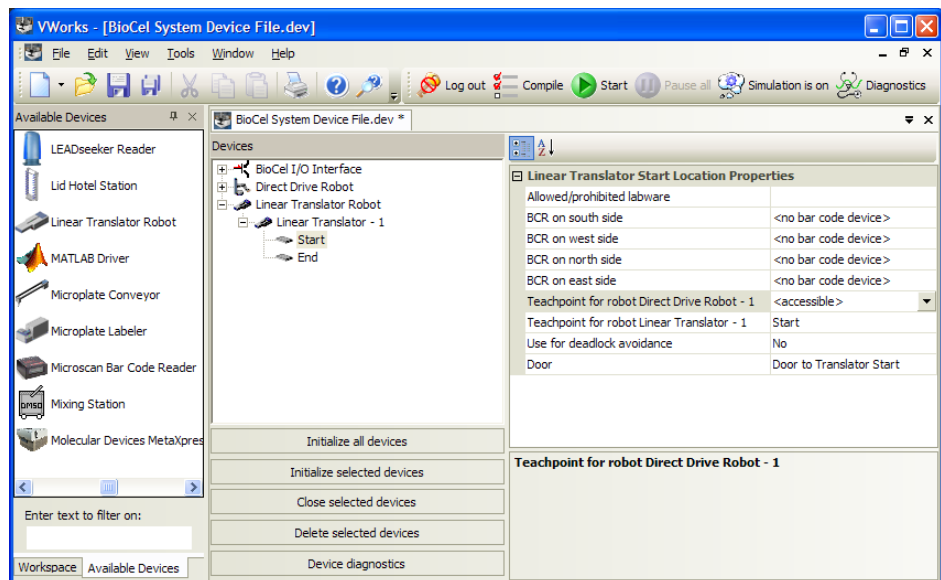 VWorks - [BioCel System Device File.dev]
File Edit View Tools Window Help
Log out Compile Start Pause all Simulation is on Diagnostics
Available Devices
LEADseeker Reader
Lid Hotel Station
Linear Translator Robot
MATLAB Driver
Microplate Conveyor
Microplate Labeler
Microscan Bar Code Reader
DMSO
Mixing Station
Molecular Devices MetaXpres
Enter text to filter on:
Workspace Available Devices
BioCel System Device File.dev *
Devices
BioCel I/O Interface
Direct Drive Robot
Linear Translator Robot
Linear Translator - 1
Start
End
Initialize all devices
Initialize selected devices
Close selected devices
Delete selected devices
Device diagnostics
Linear Translator Start Location Properties
Allowed/prohibited labware
BCR on south side <no bar code device>
BCR on west side <no bar code device>
BCR on north side <no bar code device>
BCR on east side <no bar code device>
Teachpoint for robot Direct Drive Robot - 1 <accessible>
Teachpoint for robot Linear Translator - 1 Start
Use for deadlock avoidance No
Door Door to Translator Start
Teachpoint for robot Direct Drive Robot - 1